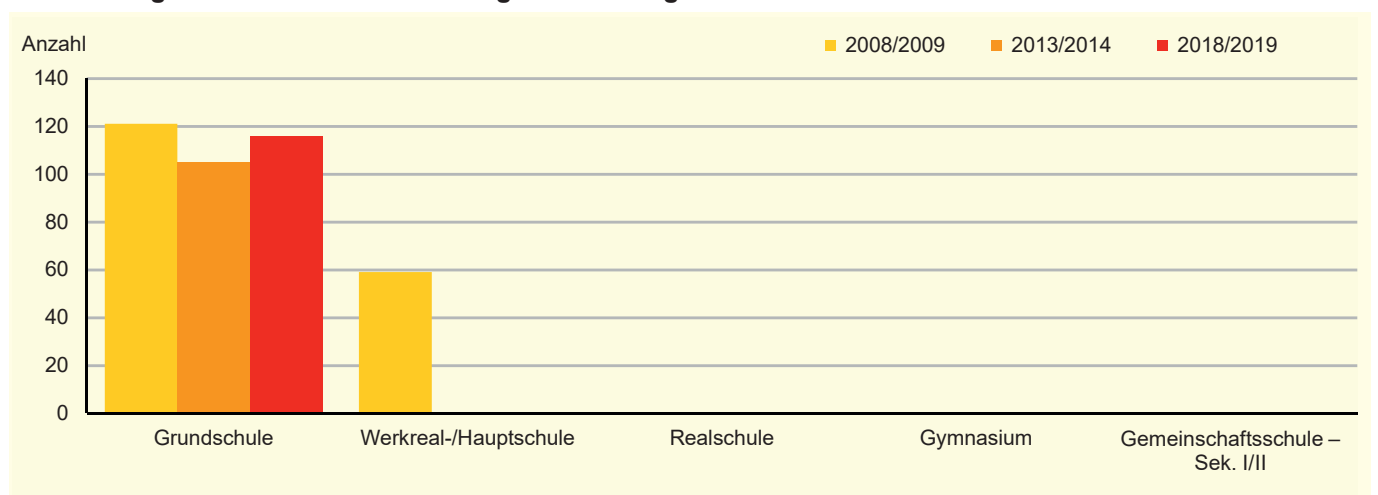 Anzahl
2008/2009 2013/2014 2018/2019
140
120
100
80
60
40
20
0
Grundschule Werkreal-/Hauptschule Realschule Gymnasium Gemeinschaftsschule –
Sek. I/II